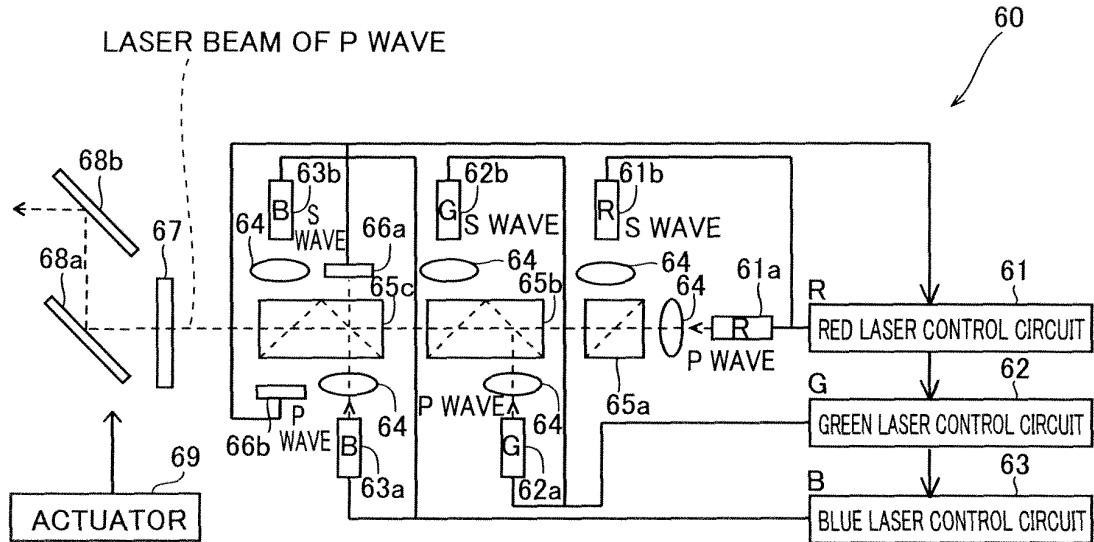 60
LASER BEAM OF P WAVE
68b
63b
62b
61b
67
B
S
WAVE
G
S WAVE
R
S WAVE
64
66a
64
64
61a
68a
65c
65b
64
R
61
R
RED LASER CONTROL CIRCUIT
P WAVE
G
62
66b
P
WAVE
64
P WAVE
64
65a
GREEN LASER CONTROL CIRCUIT
B
G
69
63a
62a
B
63
ACTUATOR
BLUE LASER CONTROL CIRCUIT